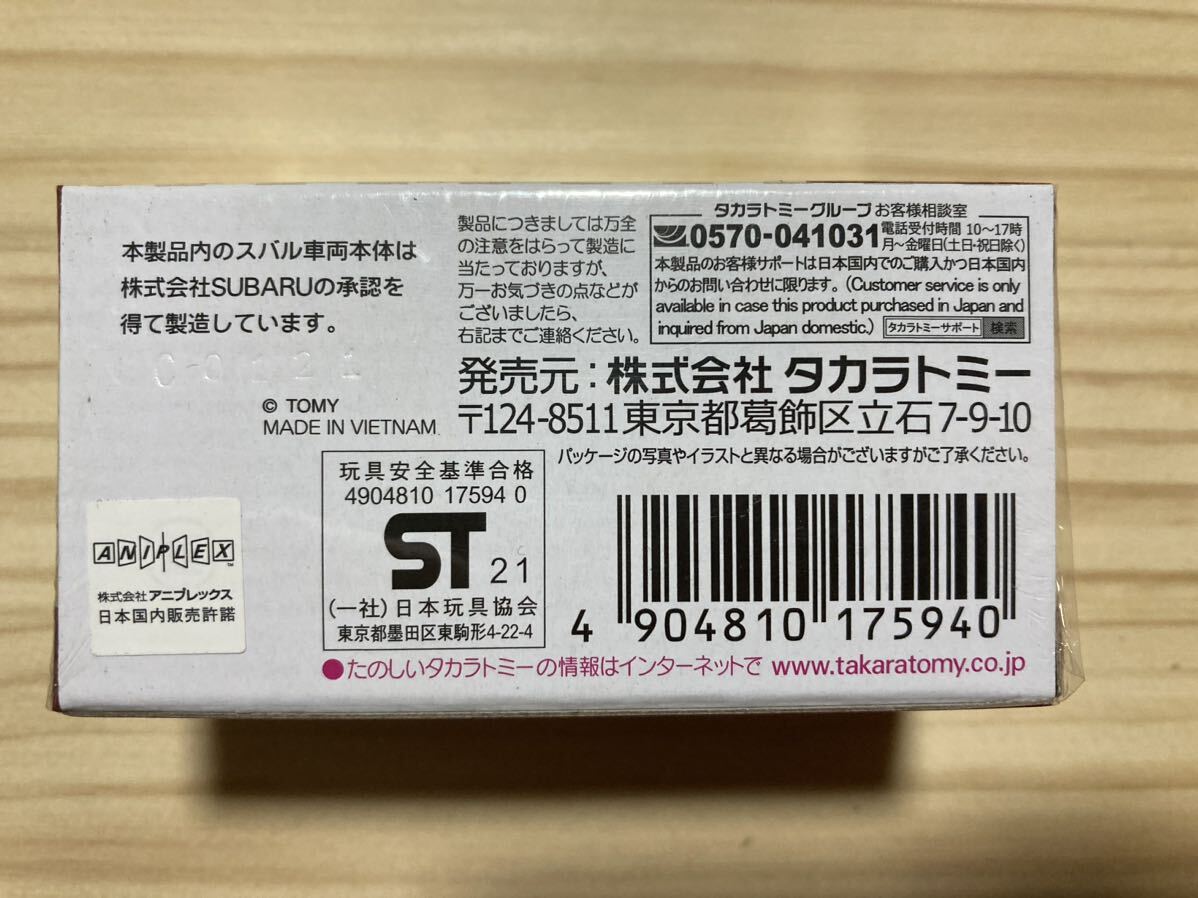 本製品内のスバル車両本体は
株式会社SUBARUの承認を
得て製造しています。
© TOMY
MADE IN VIETNAM
製品につきましては万全
の注意をはらって製造に
当たっておりますが、
万一お気づきの点などが
ございましたら、
右記までご連絡ください。
タカラトミーグループ お客様相談室
0570-041031 電話受付時間 10〜17時
月〜金曜日(土日・祝日除く)
本製品のお客様サポートは日本国内でのご購入かつ日本国内
からのお問い合わせに限ります。(Customer service is only
available in case this product purchased in Japan and
inquired from Japan domestic.) タカラトミーサポート 検索
発売元：株式会社 タカラトミー
〒124-8511 東京都葛飾区立石7-9-10
パッケージの写真やイラストと異なる場合がございますがご了承ください。
玩具安全基準合格
4904810 17594 0
ST 21
(一社)日本玩具協会
東京都墨田区東駒形4-22-4
ANIPLEX
株式会社 アニプレックス
日本国内販売許諾
4 904810 175940
●たのしいタカラトミーの情報はインターネットで www.takaratomy.co.jp